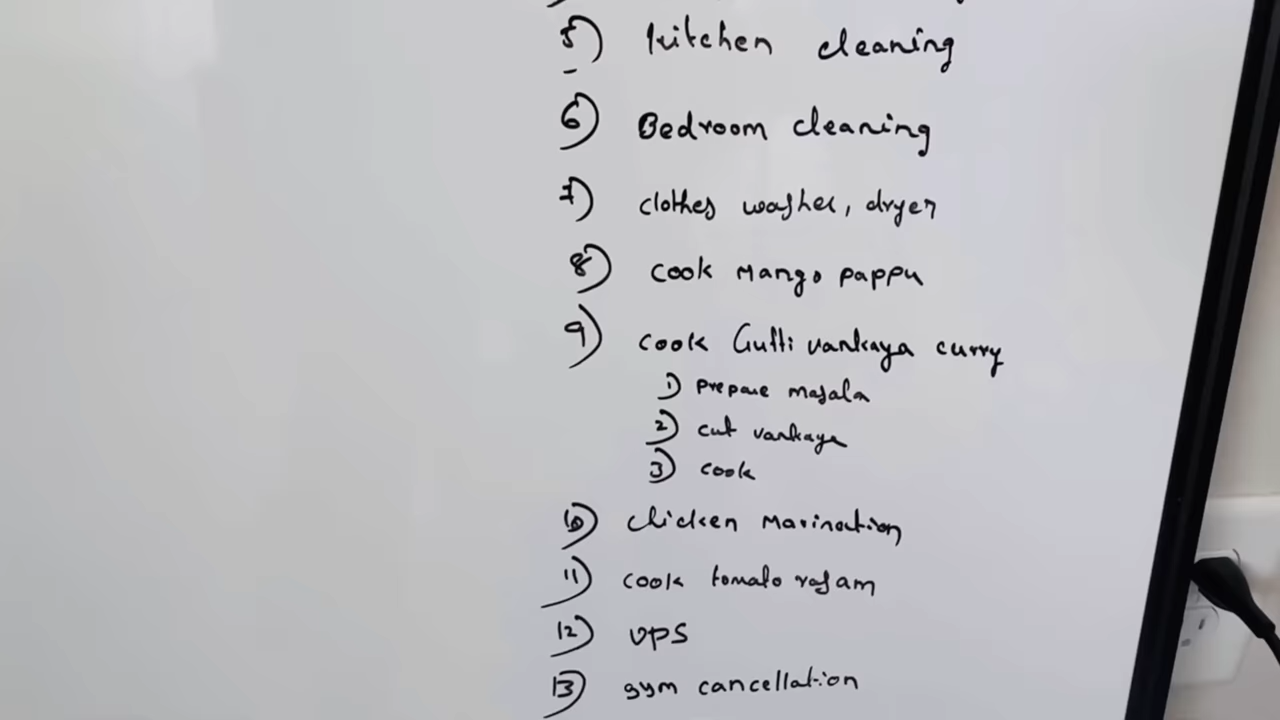 5) kitchen cleaning
6) Bedroom cleaning
7) clothes washer, dryer
8) cook Mango pappu
9) cook Gutti vankaya curry
1) prepare masala
2) cut vankaya
3) cook
10) chicken Marination
11) cook tomato rasam
12) UPS
13) gym cancellation